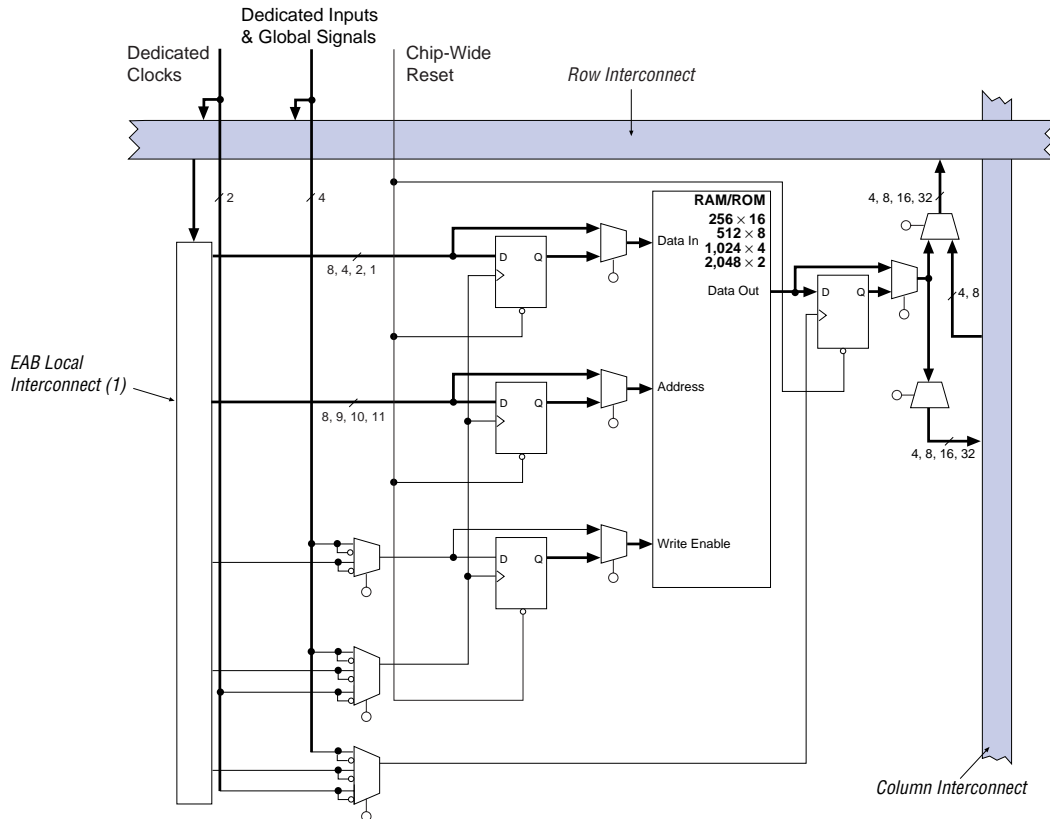 Dedicated Inputs
& Global Signals
Dedicated
Clocks
Chip-Wide
Reset
Row Interconnect
2
4
4, 8, 16, 32
RAM/ROM
256 × 16
512 × 8
1,024 × 4
2,048 × 2
Data In
D
Q
8, 4, 2, 1
Data Out
D
Q
4, 8
EAB Local
Interconnect (1)
Address
D
Q
8, 9, 10, 11
4, 8, 16, 32
Write Enable
D
Q
Column Interconnect